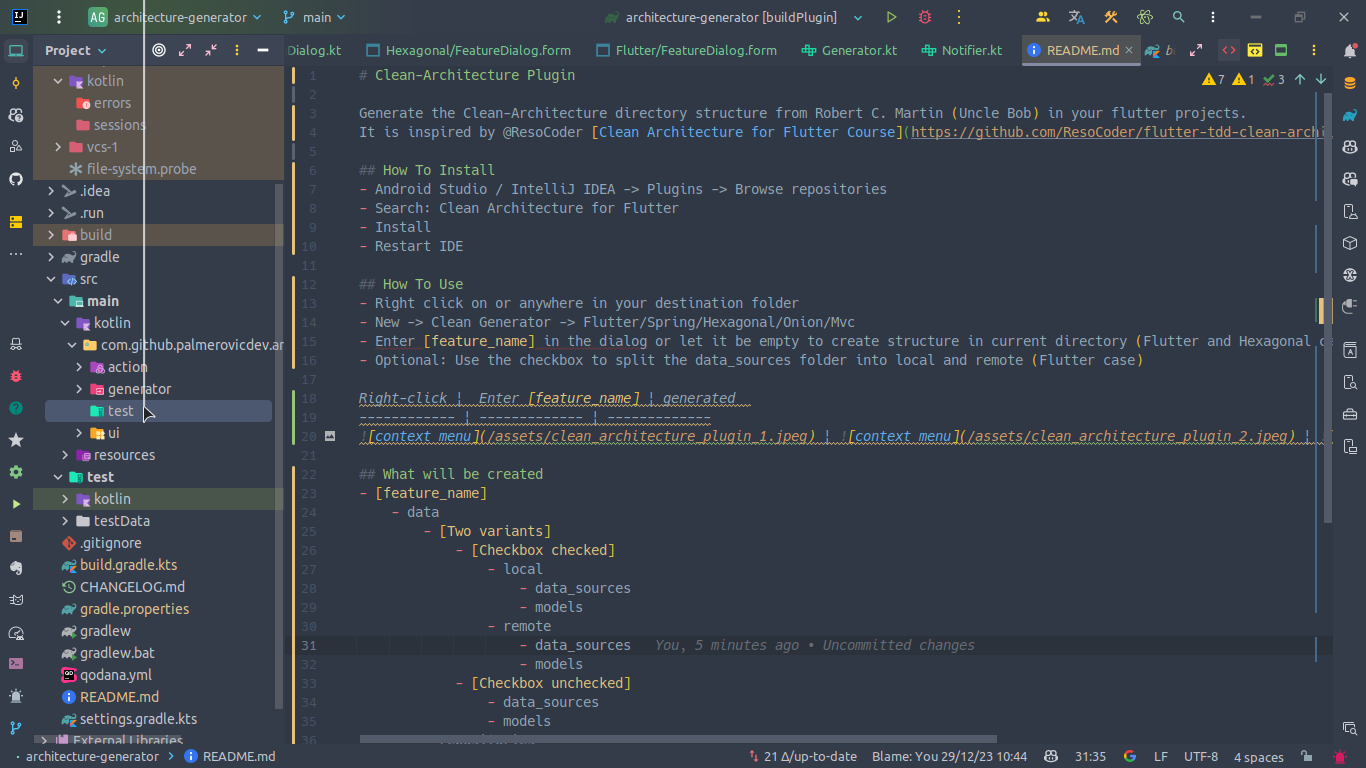 AG architecture-generator main architecture-generator [buildPlugin]
Project
Dialog.kt Hexagonal/FeatureDialog.form Flutter/FeatureDialog.form Generator.kt Notifier.kt README.md
kotlin
errors
sessions
vcs-1
file-system.probe
.idea
.run
build
gradle
src
main
kotlin
com.github.palmerovicdev.ar
action
generator
test
ui
resources
test
kotlin
testData
.gitignore
build.gradle.kts
CHANGELOG.md
gradle.properties
gradlew
gradlew.bat
qodana.yml
README.md
settings.gradle.kts
External Libraries
7 1 3
1 # Clean-Architecture Plugin
2
3 Generate the Clean-Architecture directory structure from Robert C. Martin (Uncle Bob) in your flutter projects.
4 It is inspired by @ResoCoder [Clean Architecture for Flutter Course](https://github.com/ResoCoder/flutter-tdd-clean-archi
5
6 ## How To Install
7 - Android Studio / IntelliJ IDEA -> Plugins -> Browse repositories
8 - Search: Clean Architecture for Flutter
9 - Install
10 - Restart IDE
11
12 ## How To Use
13 - Right click on or anywhere in your destination folder
14 - New -> Clean Generator -> Flutter/Spring/Hexagonal/Onion/Mvc
15 - Enter [feature_name] in the dialog or let it be empty to create structure in current directory (Flutter and Hexagonal c
16 - Optional: Use the checkbox to split the data_sources folder into local and remote (Flutter case)
17
18 Right-click | Enter [feature_name] | generated
19 ------------ | ------------- | -------------
20 ![context menu](/assets/clean_architecture_plugin_1.jpeg) | ![context menu](/assets/clean_architecture_plugin_2.jpeg) |
21
22 ## What will be created
23 - [feature_name]
24 - data
25 - [Two variants]
26 - [Checkbox checked]
27 - local
28 - data_sources
29 - models
30 - remote
31 - data_sources You, 5 minutes ago • Uncommitted changes
32 - models
33 - [Checkbox unchecked]
34 - data_sources
35 - models
36
architecture-generator > README.md 21 Δ/up-to-date Blame: You 29/12/23 10:44 31:35 LF UTF-8 4 spaces